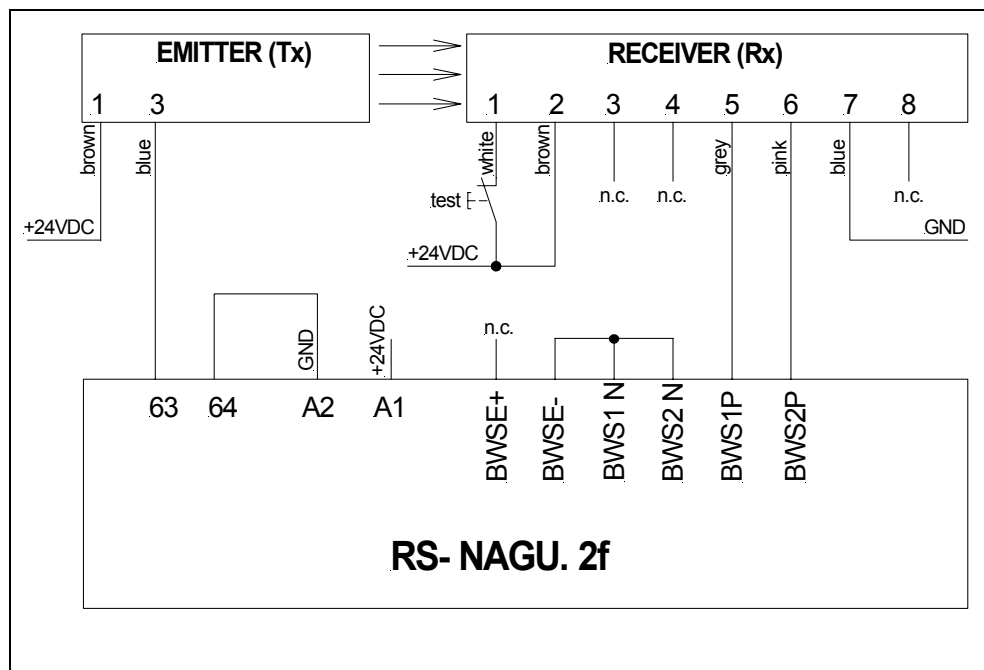 EMITTER (Tx)
RECEIVER (Rx)
1 3
1 2 3 4 5 6 7 8
brown
blue
white
brown
grey
pink
blue
test
n.c.
n.c.
n.c.
+24VDC
GND
+24VDC
n.c.
GND
+24VDC
63 64 A2 A1
BWSE+
BWSE-
BWS1 N
BWS2 N
BWS1P
BWS2P
RS- NAGU. 2f